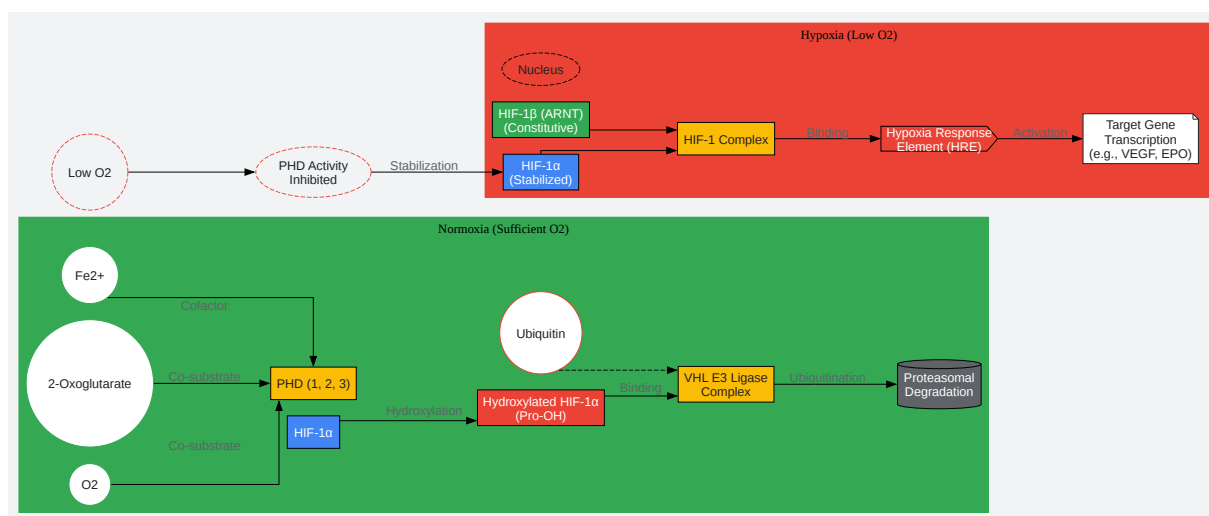 Hypoxia (Low O2)
Nucleus
HIF-1β (ARNT)
(Constitutive)
HIF-1 Complex
Binding
Hypoxia Response
Element (HRE)
Activation
Target Gene
Transcription
(e.g., VEGF, EPO)
Low O2
PHD Activity
Inhibited
Stabilization
HIF-1α
(Stabilized)
Normoxia (Sufficient O2)
Fe2+
Cofactor
Ubiquitin
2-Oxoglutarate
Co-substrate
PHD (1, 2, 3)
HIF-1α
Hydroxylation
Hydroxylated HIF-1α
(Pro-OH)
Binding
VHL E3 Ligase
Complex
Ubiquitination
Proteasomal
Degradation
Co-substrate
O2